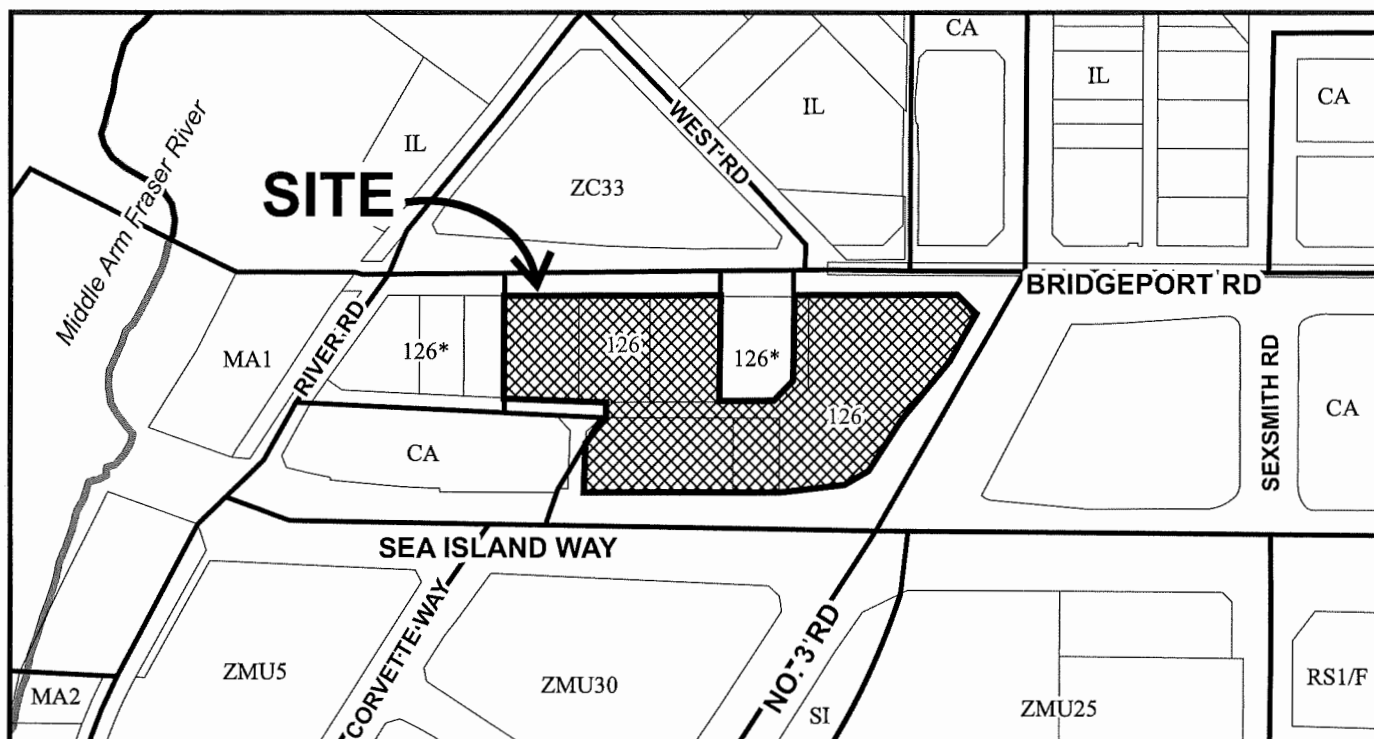 CA
IL
CA
IL
IL
WEST RD
SITE
ZC33
Middle Arm Fraser River
BRIDGEPORT RD
MA1
RIVER RD
126*
126
126*
126
SEXSMITH RD
CA
CA
SEA ISLAND WAY
CORVETTE WAY
NO. 3 RD
ZMU5
ZMU30
MA2
SI
ZMU25
RS1/F